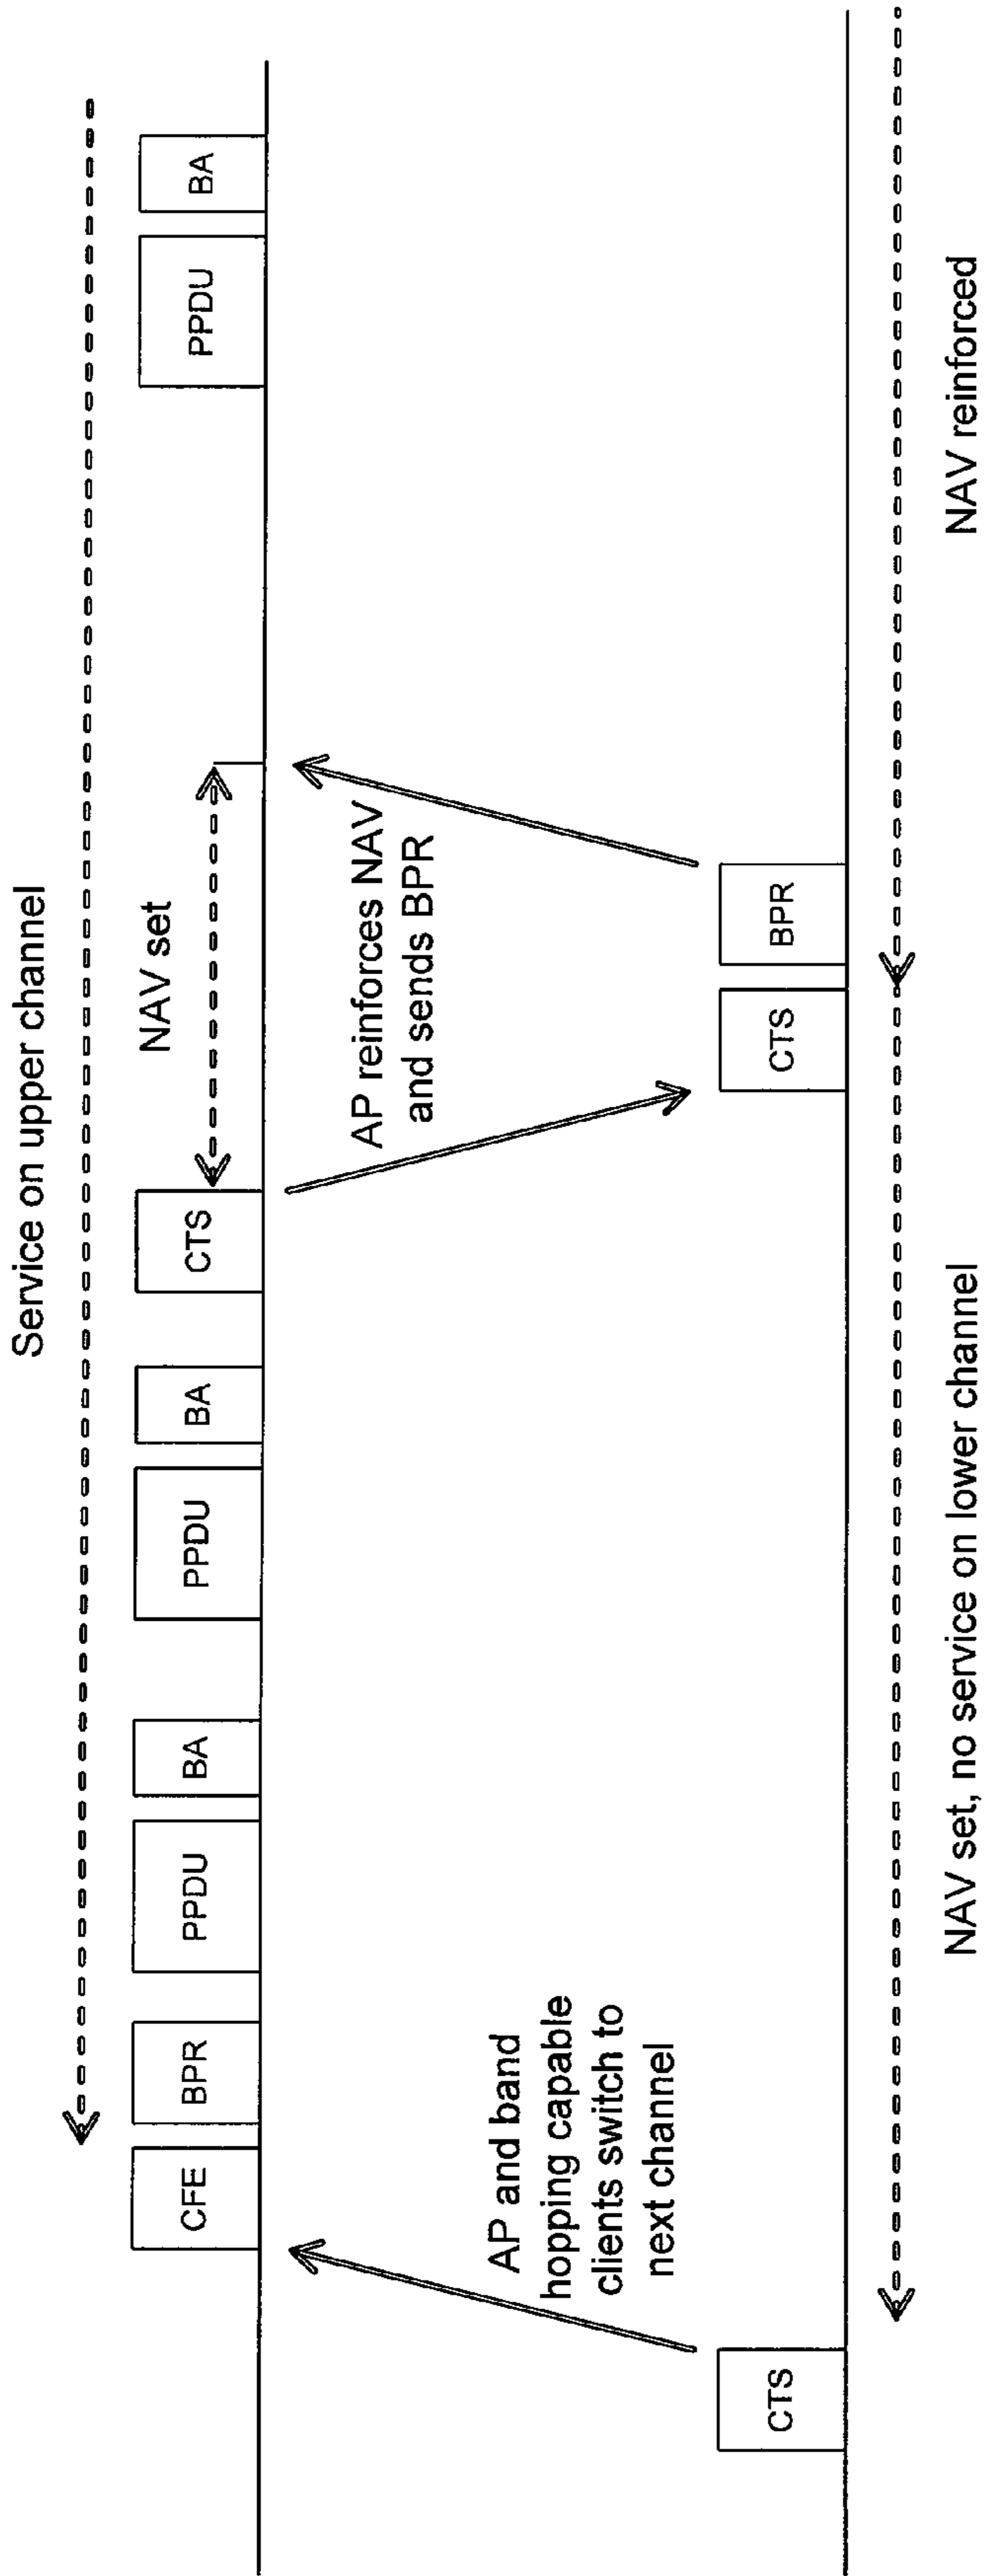 Service on upper channel
NAV set
CFE
BPR
PPDU
BA
PPDU
BA
CTS
PPDU
BA
AP and band
hopping capable
clients switch to
next channel
AP reinforces NAV
and sends BPR
CTS
CTS
BPR
NAV set, no service on lower channel
NAV reinforced